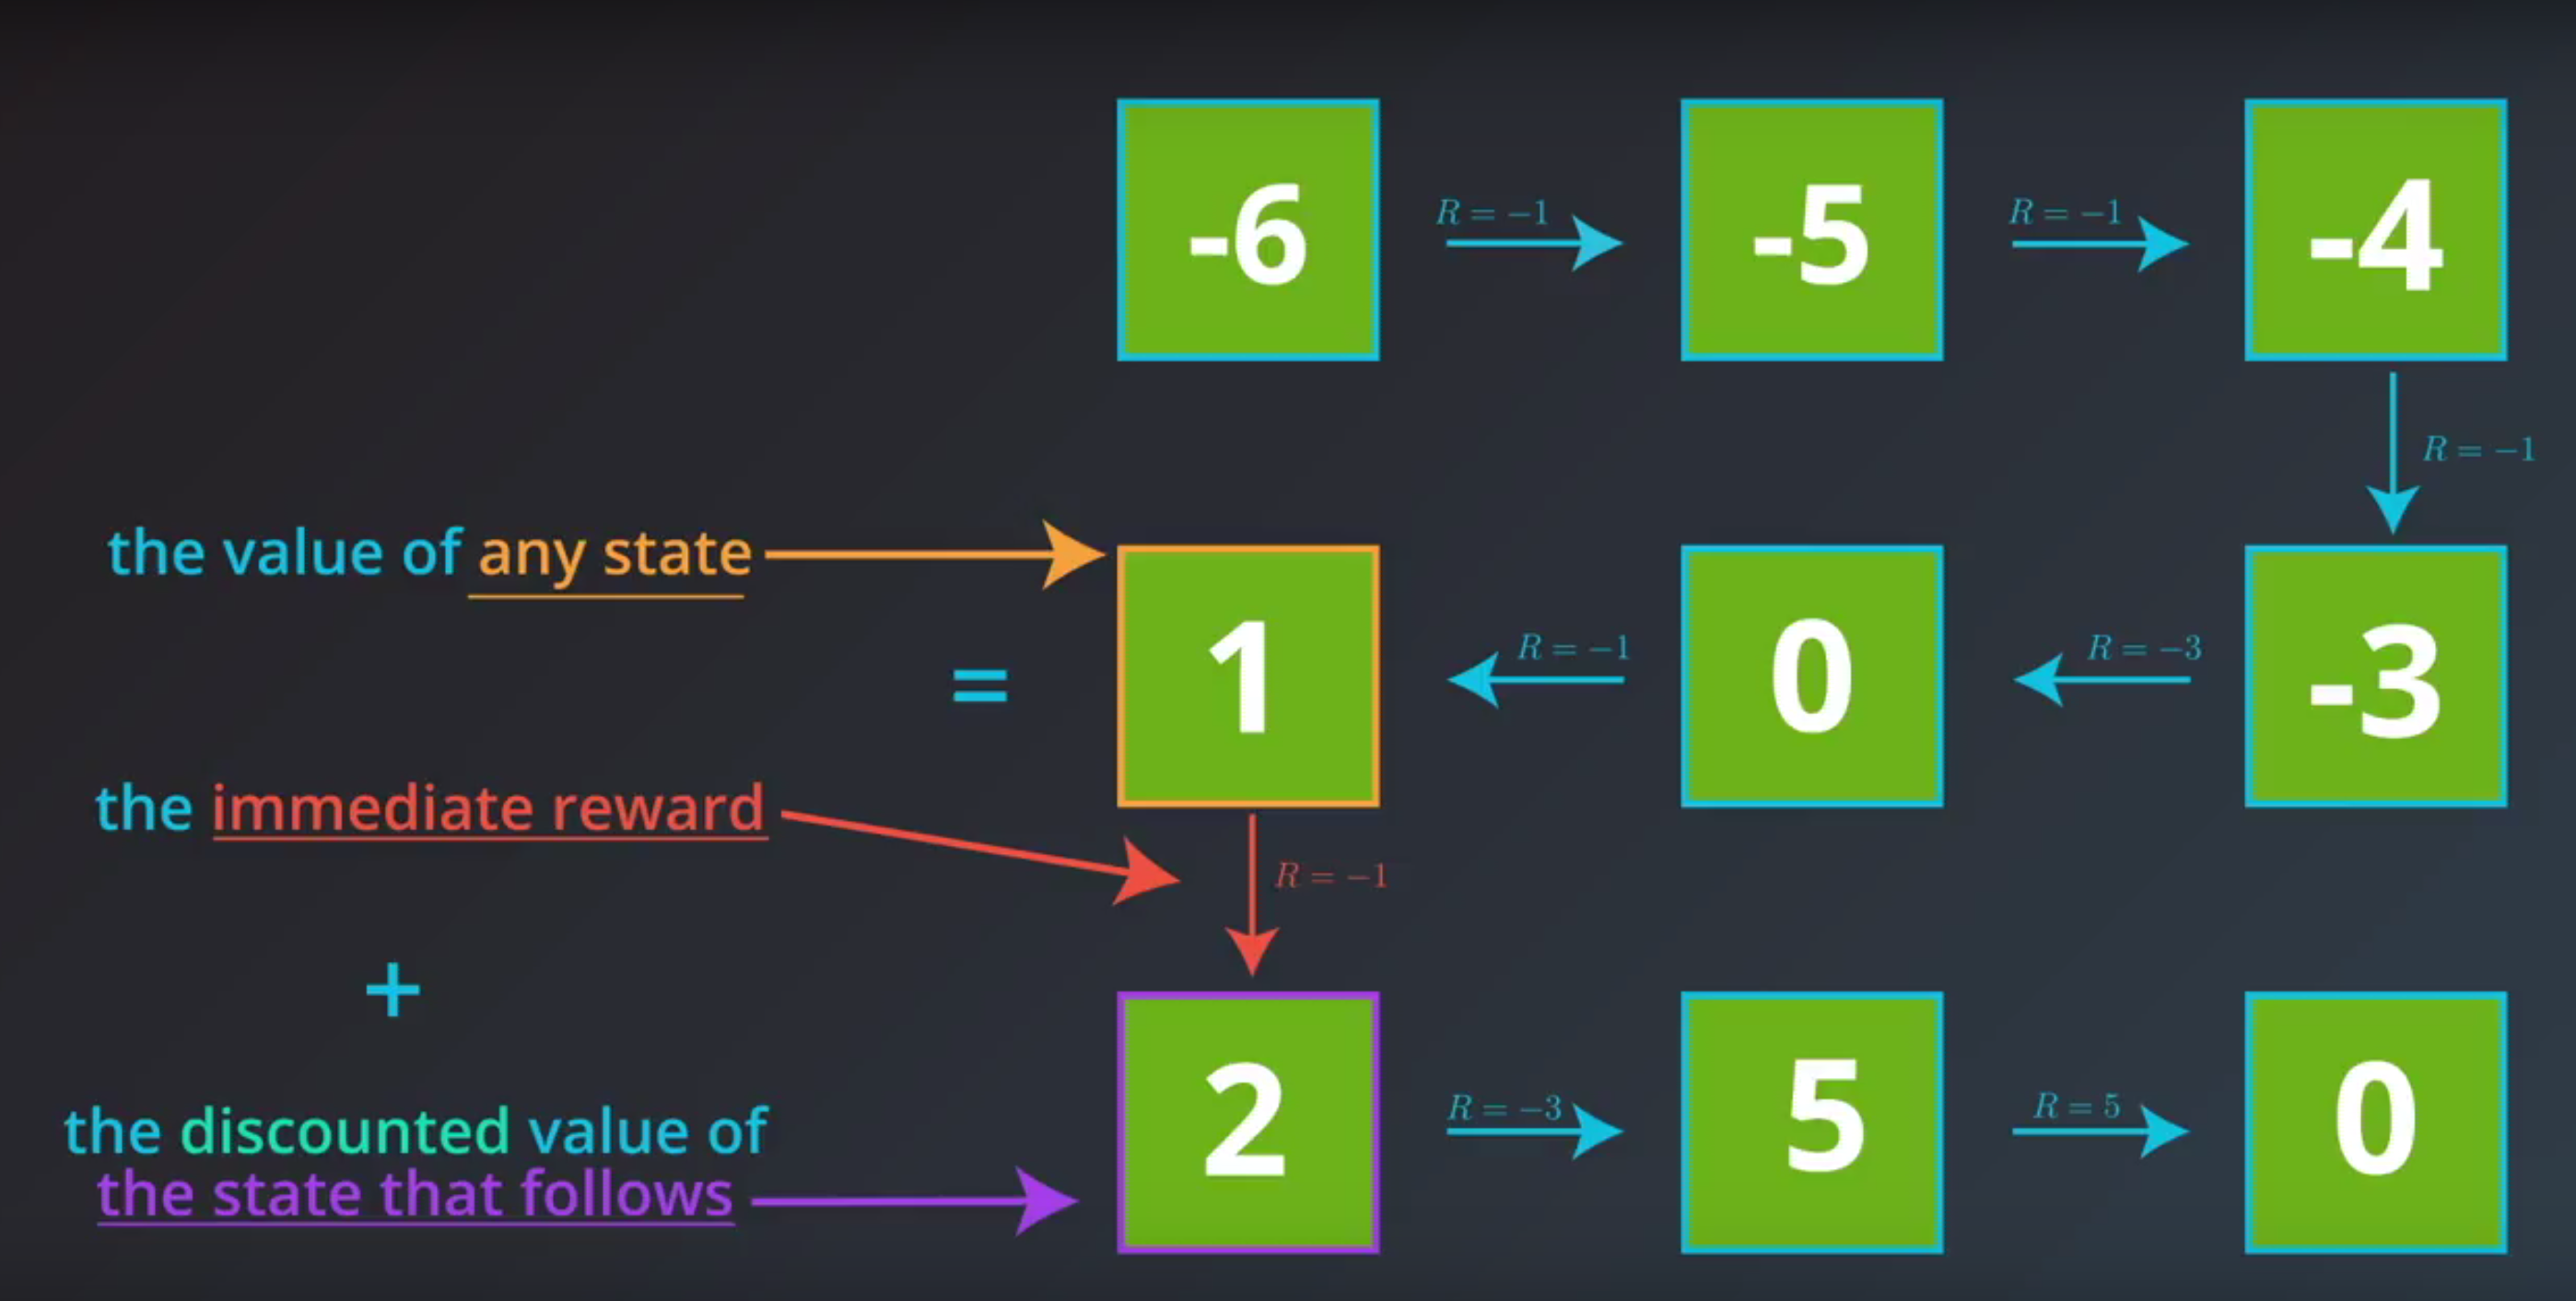 -6 R = −1 -5 R = −1 -4
R = −1
the value of any state
= 1 R = −1 0 R = −3 -3
the immediate reward
R = −1
+
the discounted value of
the state that follows
2 R = −3 5 R = 5 0